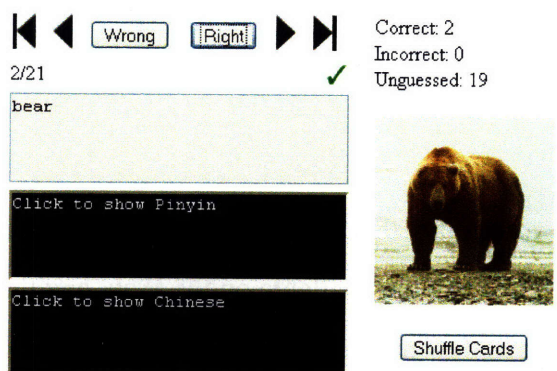 Wrong
Right
2/21
bear
Click to show Pinyin
Click to show Chinese
Correct: 2
Incorrect: 0
Unguessed: 19
Shuffle Cards